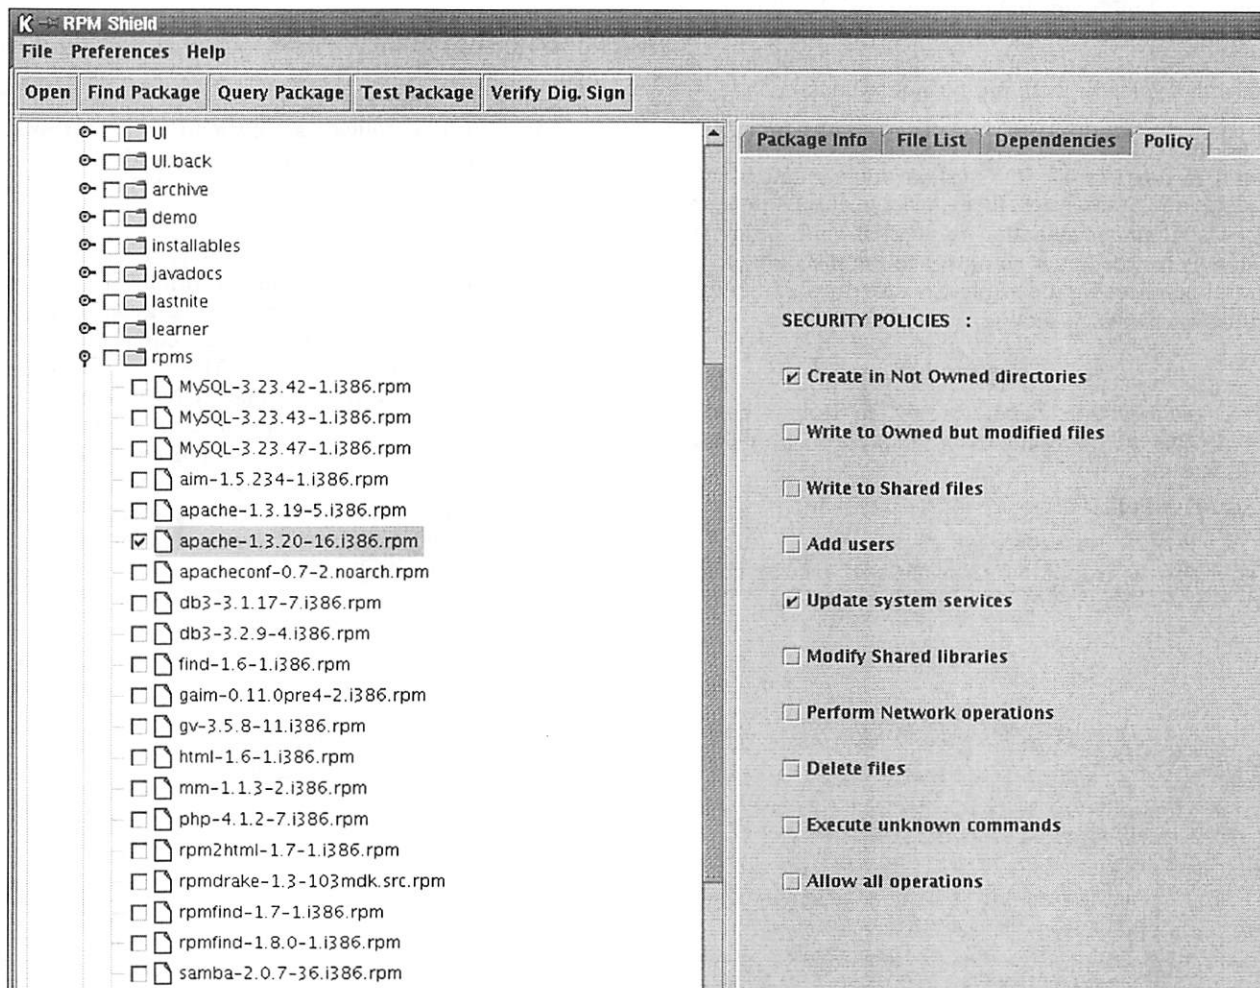 RPM Shield
File Preferences Help
Open Find Package Query Package Test Package Verify Dig. Sign
UI
UI.back
archive
demo
installables
javadocs
lastnite
learner
rpms
MySQL-3.23.42-1.i386.rpm
MySQL-3.23.43-1.i386.rpm
MySQL-3.23.47-1.i386.rpm
aim-1.5.234-1.i386.rpm
apache-1.3.19-5.i386.rpm
apache-1.3.20-16.i386.rpm
apacheconf-0.7-2.noarch.rpm
db3-3.1.17-7.i386.rpm
db3-3.2.9-4.i386.rpm
find-1.6-1.i386.rpm
gaim-0.11.0pre4-2.i386.rpm
gv-3.5.8-11.i386.rpm
html-1.6-1.i386.rpm
mm-1.1.3-2.i386.rpm
php-4.1.2-7.i386.rpm
rpm2html-1.7-1.i386.rpm
rpmdrake-1.3-103mdk.src.rpm
rpmfind-1.7-1.i386.rpm
rpmfind-1.8.0-1.i386.rpm
samba-2.0.7-36.i386.rpm
Package Info File List Dependencies Policy
SECURITY POLICIES :
Create in Not Owned directories
Write to Owned but modified files
Write to Shared files
Add users
Update system services
Modify Shared libraries
Perform Network operations
Delete files
Execute unknown commands
Allow all operations